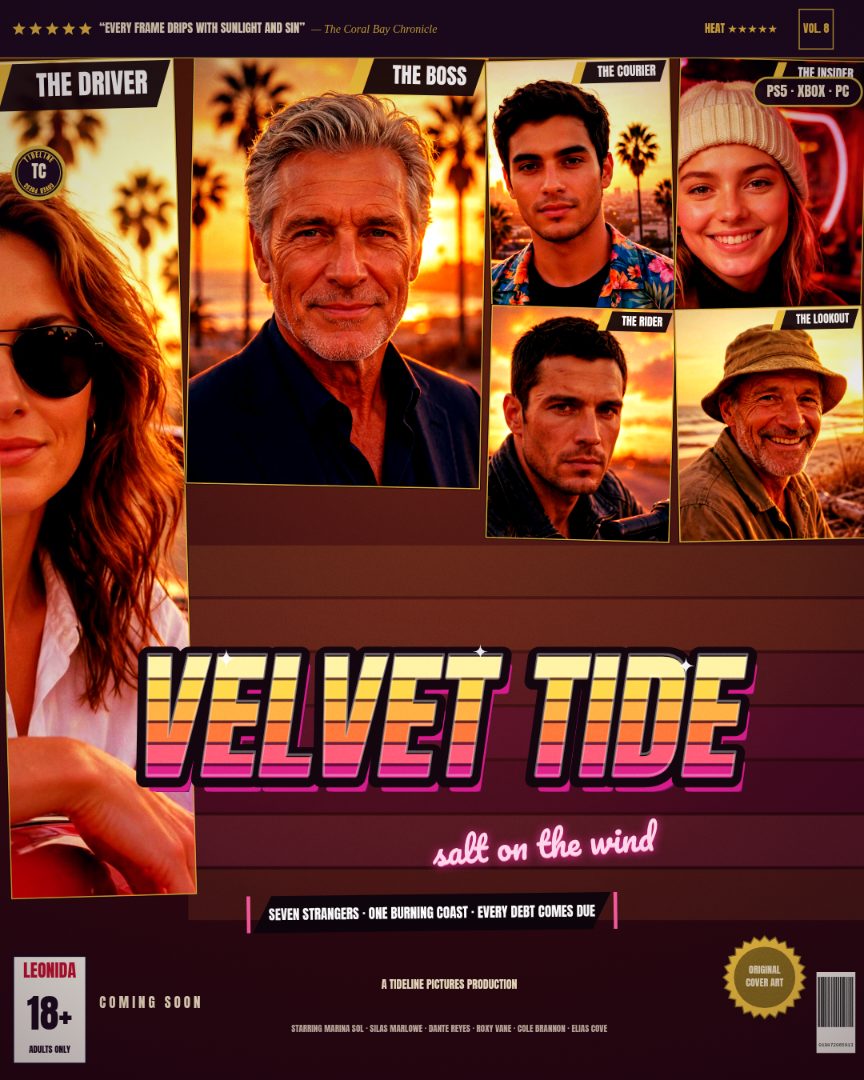 ★★★★★ “EVERY FRAME DRIPS WITH SUNLIGHT AND SIN” — The Coral Bay Chronicle
HEAT ★★★★★
VOL. 8
THE DRIVER
THE BOSS
THE COURIER
THE INSIDER
PS5 · XBOX · PC
TIDELINE
TC
THE RIDER
THE LOOKOUT
VELVET TIDE
salt on the wind
SEVEN STRANGERS · ONE BURNING COAST · EVERY DEBT COMES DUE
LEONIDA
18+
ADULTS ONLY
COMING SOON
A TIDELINE PICTURES PRODUCTION
STARRING MARINA SOL · SILAS MARLOWE · DANTE REYES · ROXY VANE · COLE BRANNON · ELIAS COVE
ORIGINAL
COVER ART